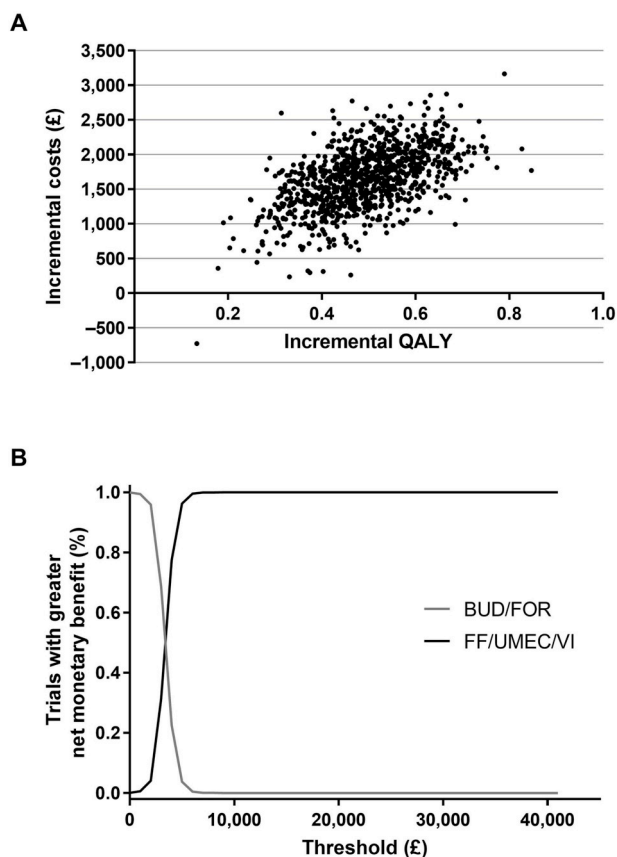 A
3,500
3,000
2,500
2,000
1,500
1,000
500
0
–500
–1,000
Incremental costs (£)
0.2
0.4
0.6
0.8
1.0
Incremental QALY
B
1.0
0.8
0.6
0.4
0.2
0.0
Trials with greater
net monetary benefit (%)
BUD/FOR
FF/UMEC/VI
0
10,000
20,000
30,000
40,000
Threshold (£)